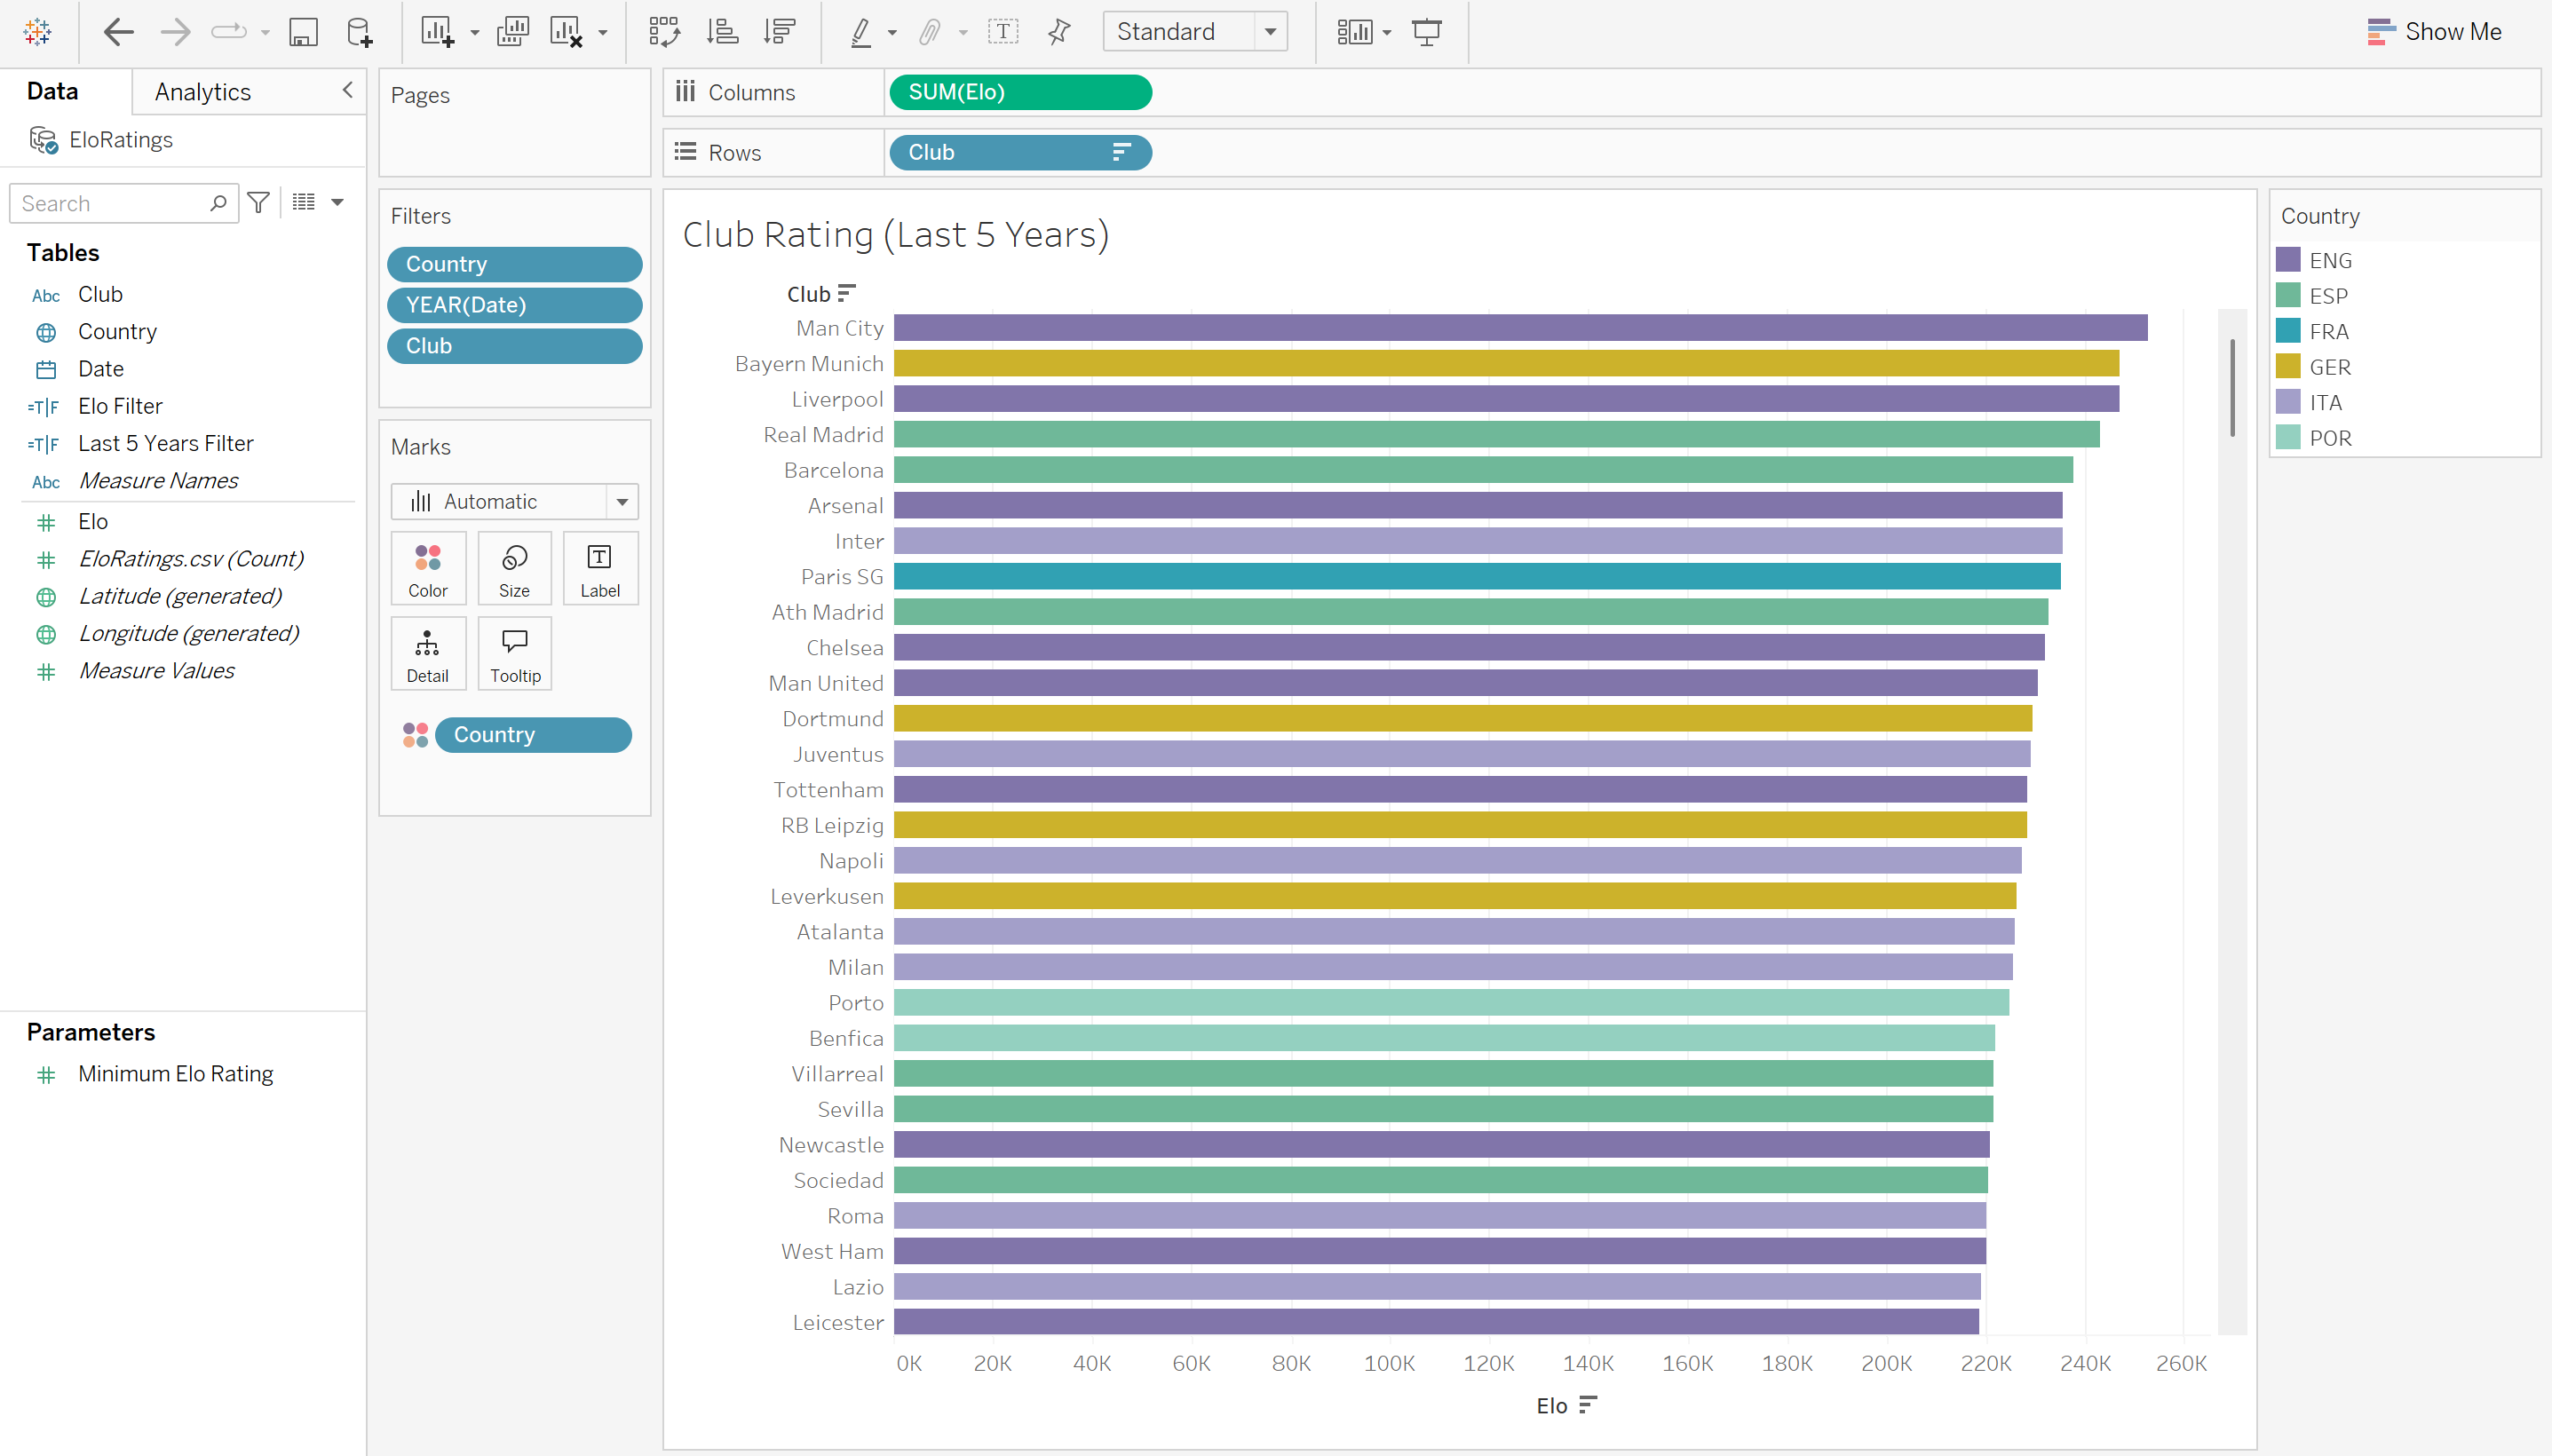 Standard
Show Me
Data
Analytics
EloRatings
Search
Tables
Abc Club
Country
Date
=T|F Elo Filter
=T|F Last 5 Years Filter
Abc Measure Names
# Elo
# EloRatings.csv (Count)
Latitude (generated)
Longitude (generated)
# Measure Values
Parameters
# Minimum Elo Rating
Pages
Filters
Country
YEAR(Date)
Club
Marks
Automatic
Color
Size
T
Label
Detail
Tooltip
Country
Columns
SUM(Elo)
Rows
Club
Club Rating (Last 5 Years)
Club
Man City
Bayern Munich
Liverpool
Real Madrid
Barcelona
Arsenal
Inter
Paris SG
Ath Madrid
Chelsea
Man United
Dortmund
Juventus
Tottenham
RB Leipzig
Napoli
Leverkusen
Atalanta
Milan
Porto
Benfica
Villarreal
Sevilla
Newcastle
Sociedad
Roma
West Ham
Lazio
Leicester
0K 20K 40K 60K 80K 100K 120K 140K 160K 180K 200K 220K 240K 260K
Elo
Country
ENG
ESP
FRA
GER
ITA
POR